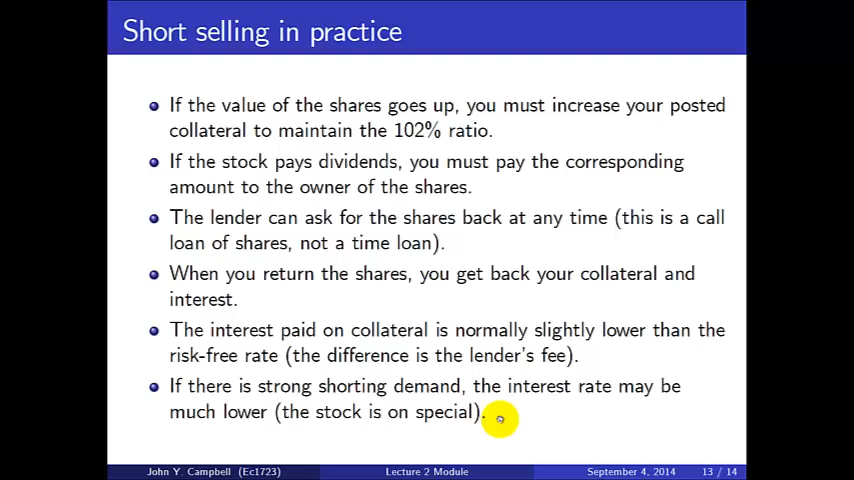 Short selling in practice
If the value of the shares goes up, you must increase your posted
collateral to maintain the 102% ratio.
If the stock pays dividends, you must pay the corresponding
amount to the owner of the shares.
The lender can ask for the shares back at any time (this is a call
loan of shares, not a time loan).
When you return the shares, you get back your collateral and
interest.
The interest paid on collateral is normally slightly lower than the
risk-free rate (the difference is the lender's fee).
If there is strong shorting demand, the interest rate may be
much lower (the stock is on special).
John Y. Campbell (Ec1723) Lecture 2 Module September 4, 2014 13 / 14